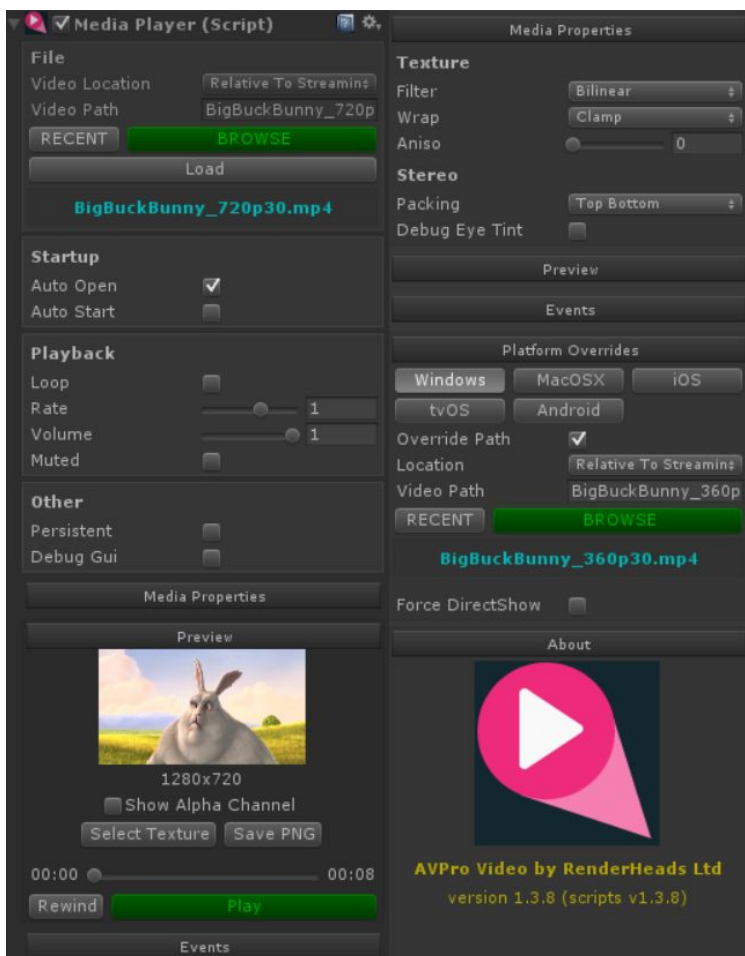 Media Player (Script)
File
Video Location Relative To Streaming
Video Path BigBuckBunny_720p
RECENT BROWSE
Load
BigBuckBunny_720p30.mp4
Startup
Auto Open
Auto Start
Playback
Loop
Rate 1
Volume 1
Muted
Other
Persistent
Debug Gui
Media Properties
Preview
1280x720
Show Alpha Channel
Select Texture Save PNG
00:00 00:08
Rewind Play
Events
Media Properties
Texture
Filter Bilinear
Wrap Clamp
Aniso 0
Stereo
Packing Top Bottom
Debug Eye Tint
Preview
Events
Platform Overrides
Windows MacOSX iOS
tvOS Android
Override Path
Location Relative To Streaming
Video Path BigBuckBunny_360p
RECENT BROWSE
BigBuckBunny_360p30.mp4
Force DirectShow
About
AVPro Video by RenderHeads Ltd
version 1.3.8 (scripts v1.3.8)